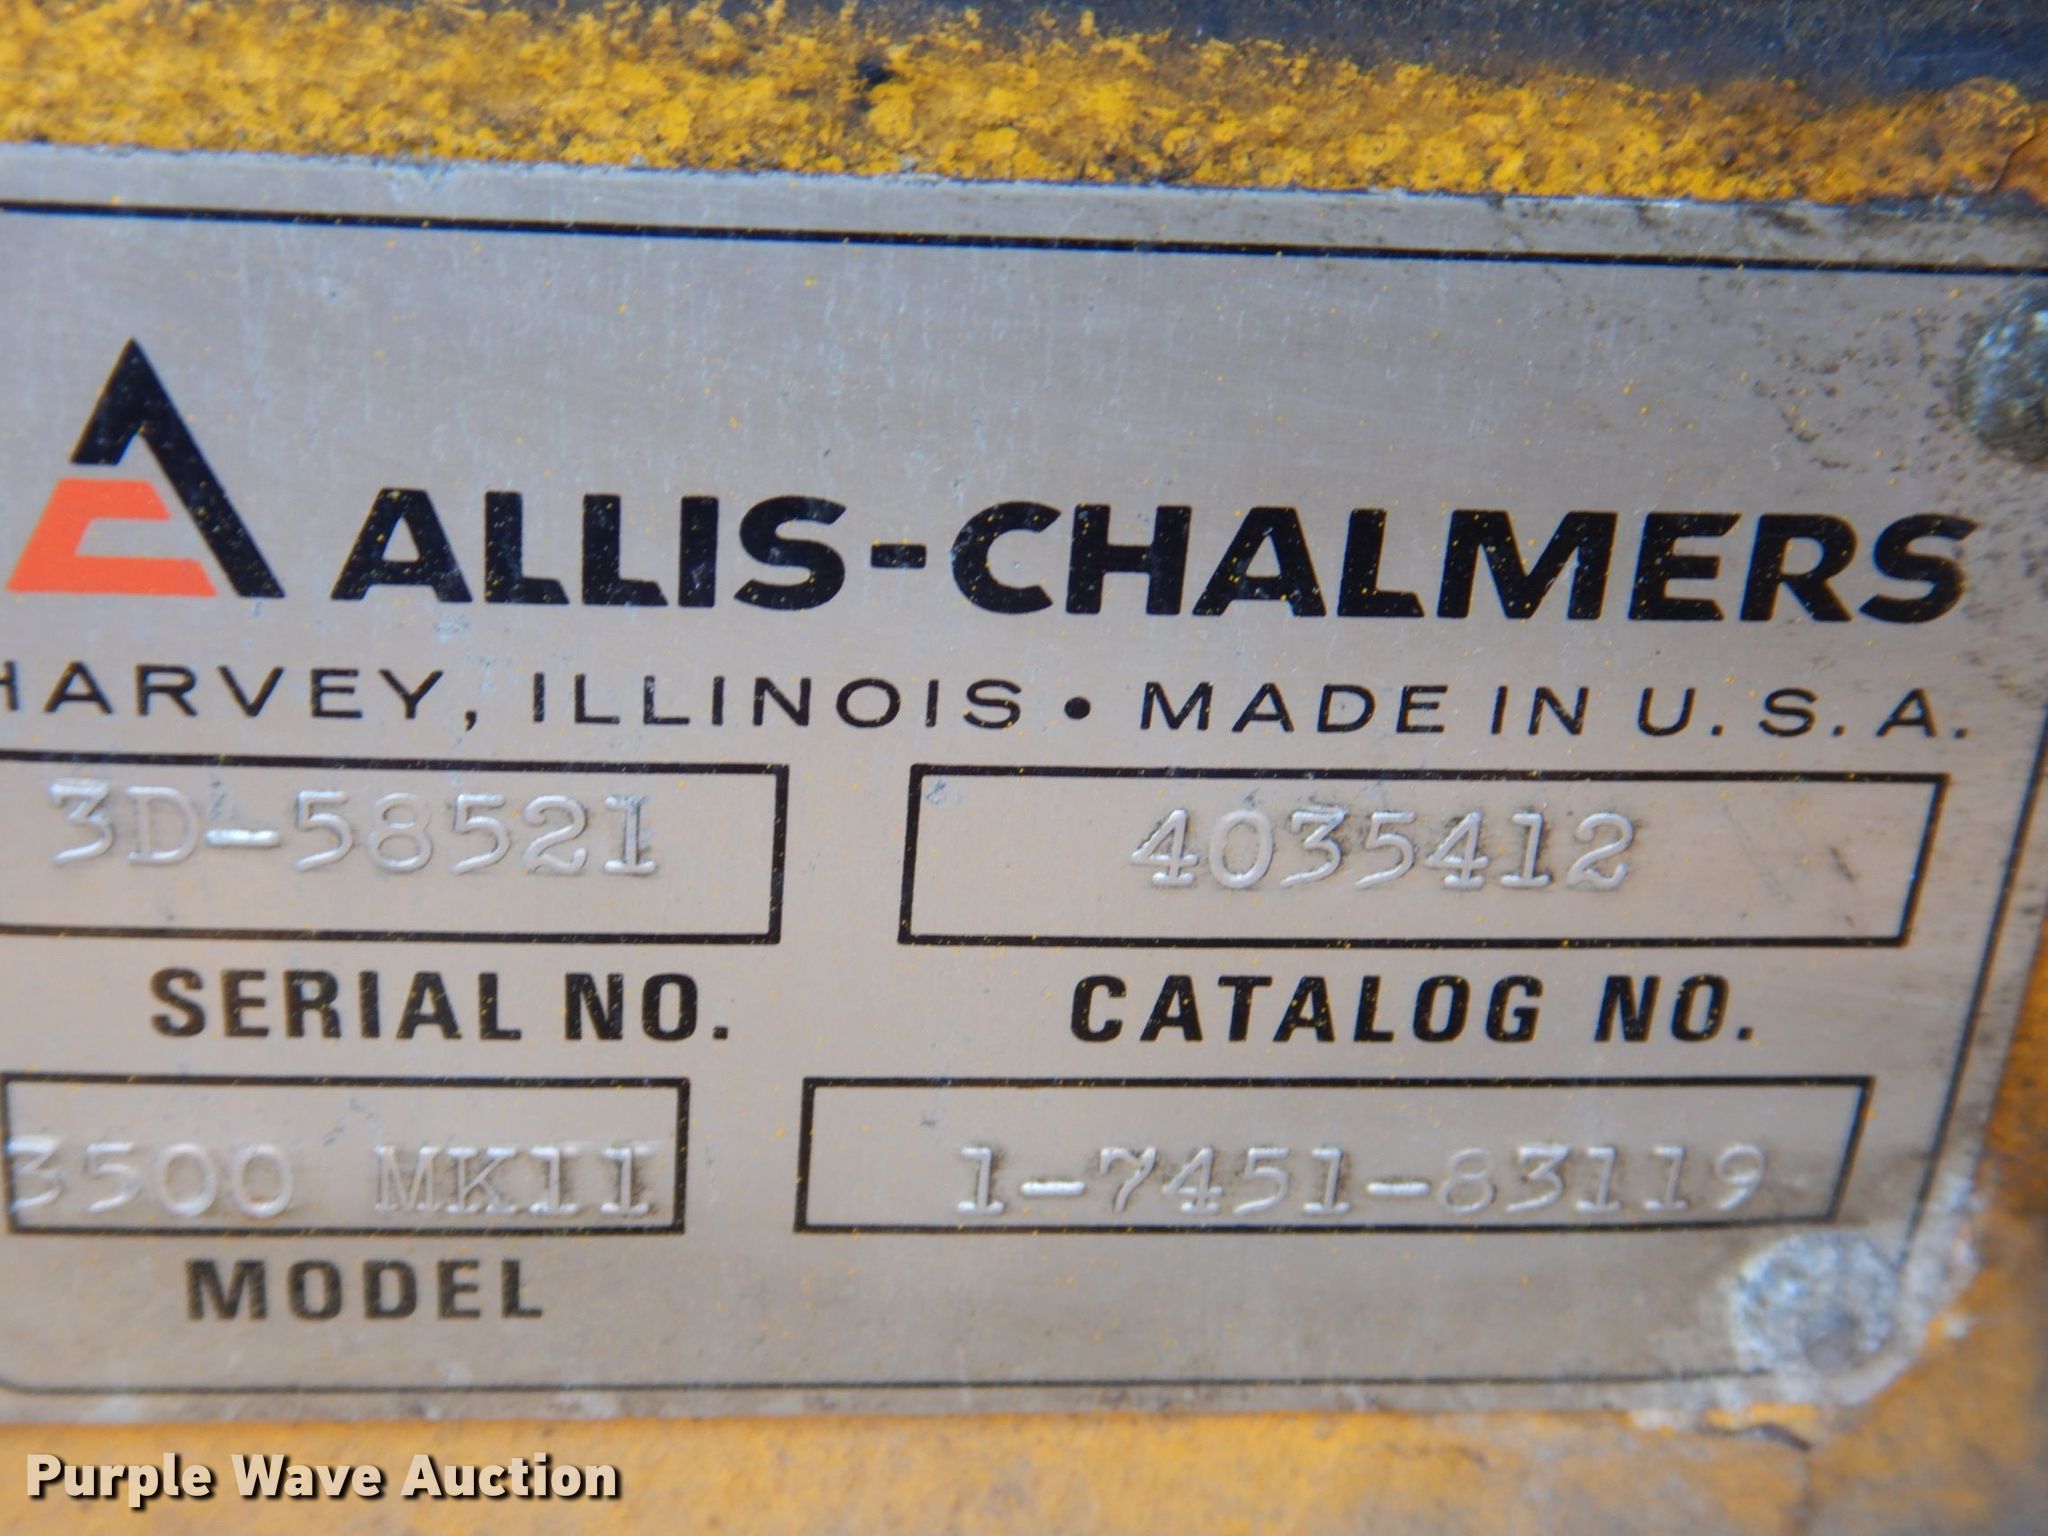 ALLIS-CHALMERS
HARVEY, ILLINOIS • MADE IN U.S.A.
3D-58521 4035412
SERIAL NO. CATALOG NO.
3500 MK11 1-7451-83119
MODEL
Purple Wave Auction